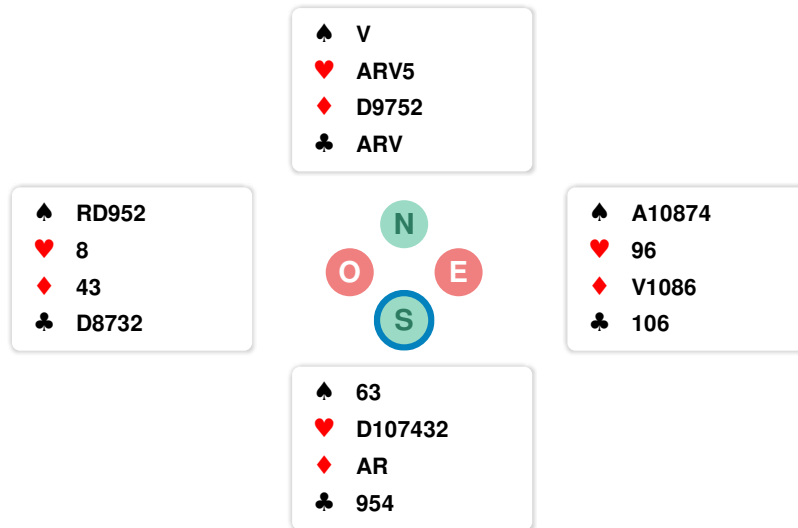 ♠ V
♥ ARV5
♦ D9752
♣ ARV
♠ RD952
♥ 8
♦ 43
♣ D8732
N
O E
S
♠ A10874
♥ 96
♦ V1086
♣ 106
♠ 63
♥ D107432
♦ AR
♣ 954